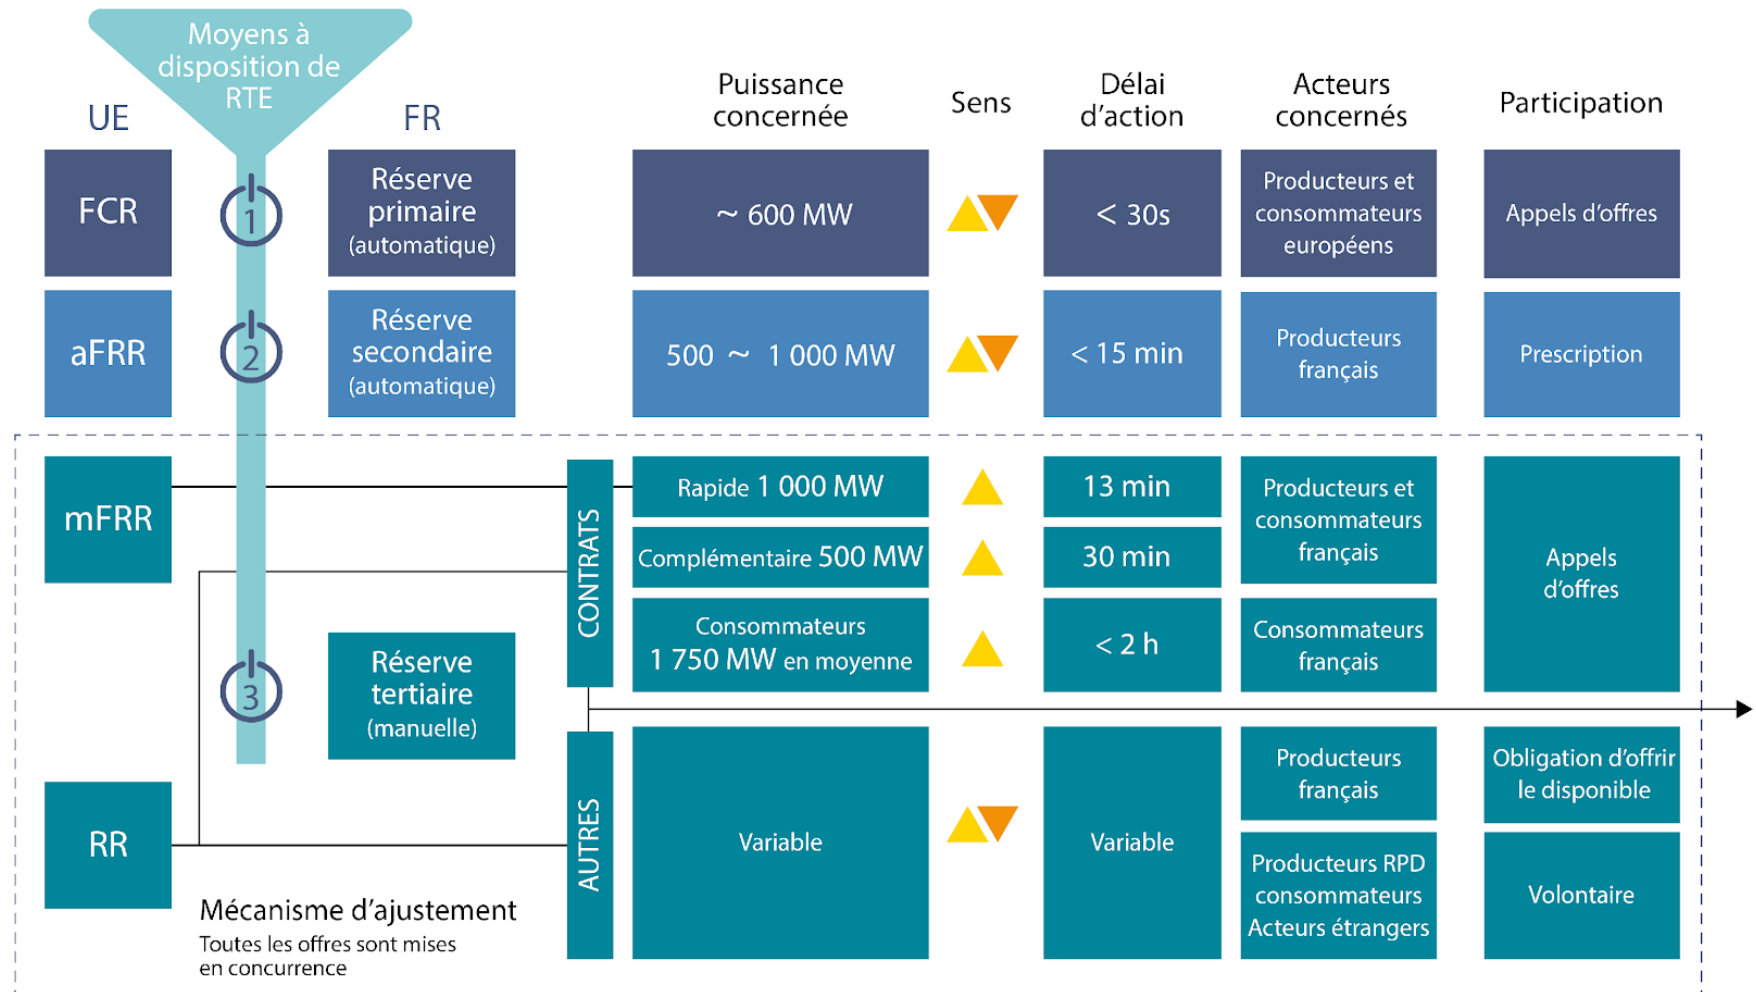 Moyens à
disposition de
RTE
UE
FR
Puissance
concernée
Sens
Délai
d’action
Acteurs
concernés
Participation
FCR
1
Réserve
primaire
(automatique)
~ 600 MW
< 30s
Producteurs et
consommateurs
européens
Appels d’offres
aFRR
2
Réserve
secondaire
(automatique)
500 ~ 1 000 MW
< 15 min
Producteurs
français
Prescription
mFRR
CONTRATS
Rapide 1 000 MW
13 min
Producteurs et
consommateurs
français
Appels
d’offres
Complémentaire 500 MW
30 min
Consommateurs
1 750 MW en moyenne
< 2 h
Consommateurs
français
3
Réserve
tertiaire
(manuelle)
RR
AUTRES
Variable
Variable
Producteurs
français
Obligation d’offrir
le disponible
Producteurs RPD
consommateurs
Acteurs étrangers
Volontaire
Mécanisme d’ajustement
Toutes les offres sont mises
en concurrence